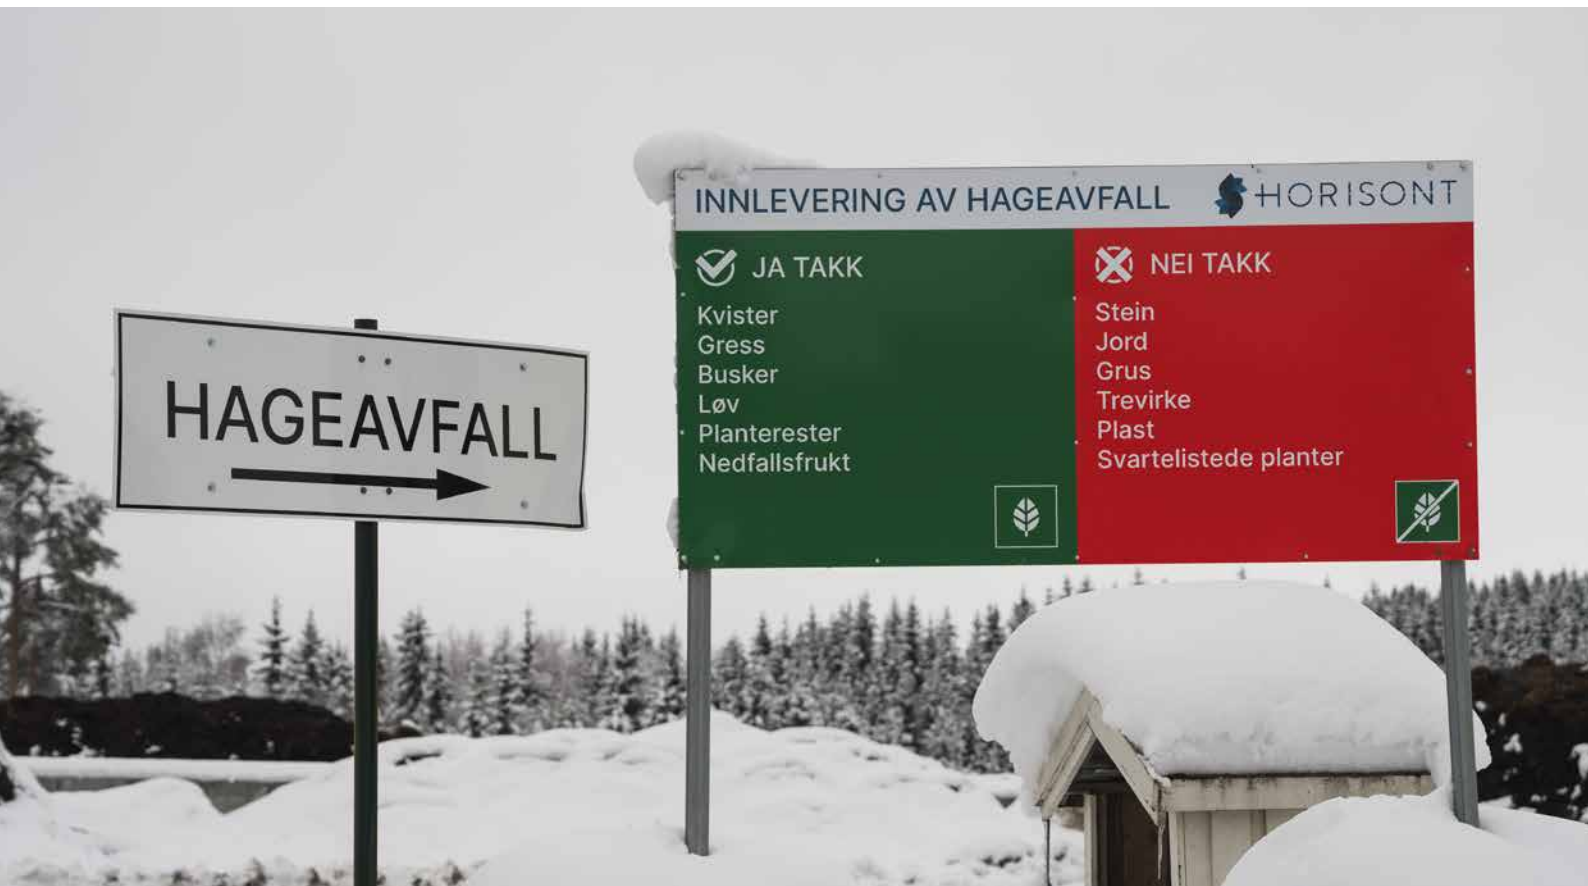 HAGEAVFALL
INNLEVERING AV HAGEAVFALL
HORISONT
JA TAKK
Kvister
Gress
Busker
Løv
Planterester
Nedfallsfrukt
NEI TAKK
Stein
Jord
Grus
Trevirke
Plast
Svartelistede planter